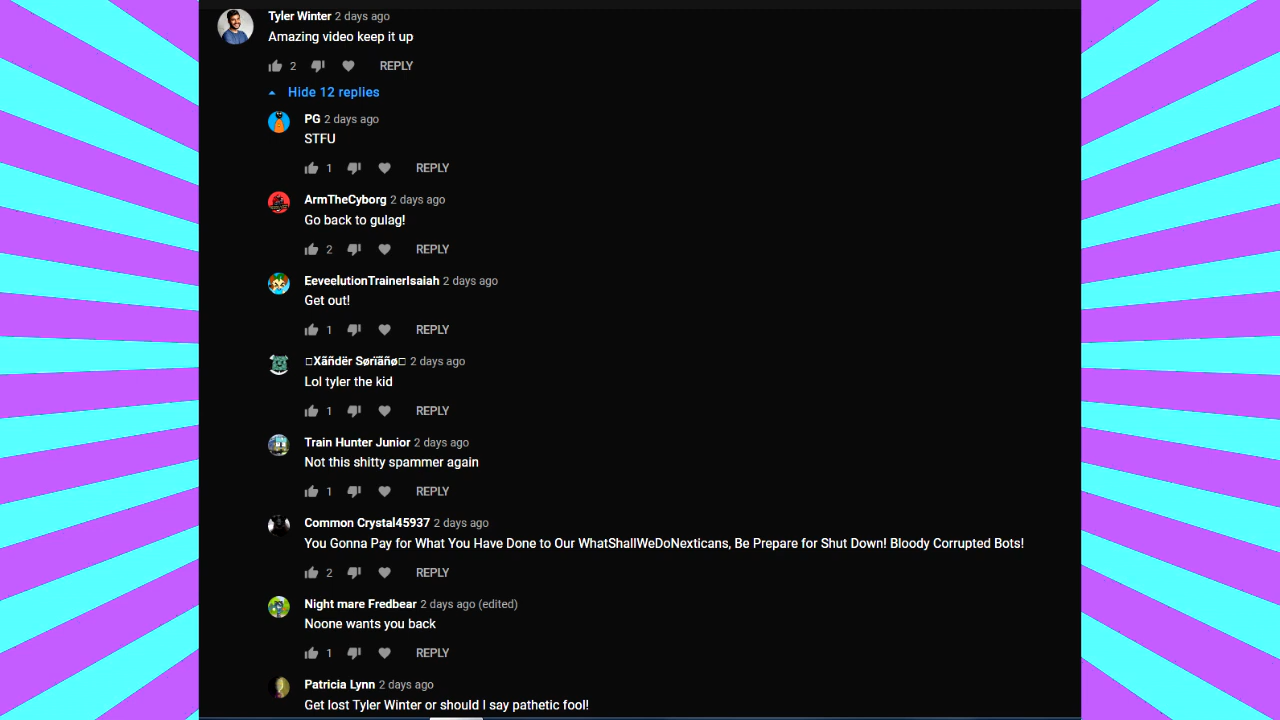 Tyler Winter 2 days ago
Amazing video keep it up
2 REPLY
Hide 12 replies
PG 2 days ago
STFU
1 REPLY
ArmTheCyborg 2 days ago
Go back to gulag!
2 REPLY
EeveelutionTrainerIsaiah 2 days ago
Get out!
1 REPLY
□Xãñdër Sørïãñø□ 2 days ago
Lol tyler the kid
1 REPLY
Train Hunter Junior 2 days ago
Not this shitty spammer again
1 REPLY
Common Crystal45937 2 days ago
You Gonna Pay for What You Have Done to Our WhatShallWeDoNexticans, Be Prepare for Shut Down! Bloody Corrupted Bots!
2 REPLY
Night mare Fredbear 2 days ago (edited)
Noone wants you back
1 REPLY
Patricia Lynn 2 days ago
Get lost Tyler Winter or should I say pathetic fool!